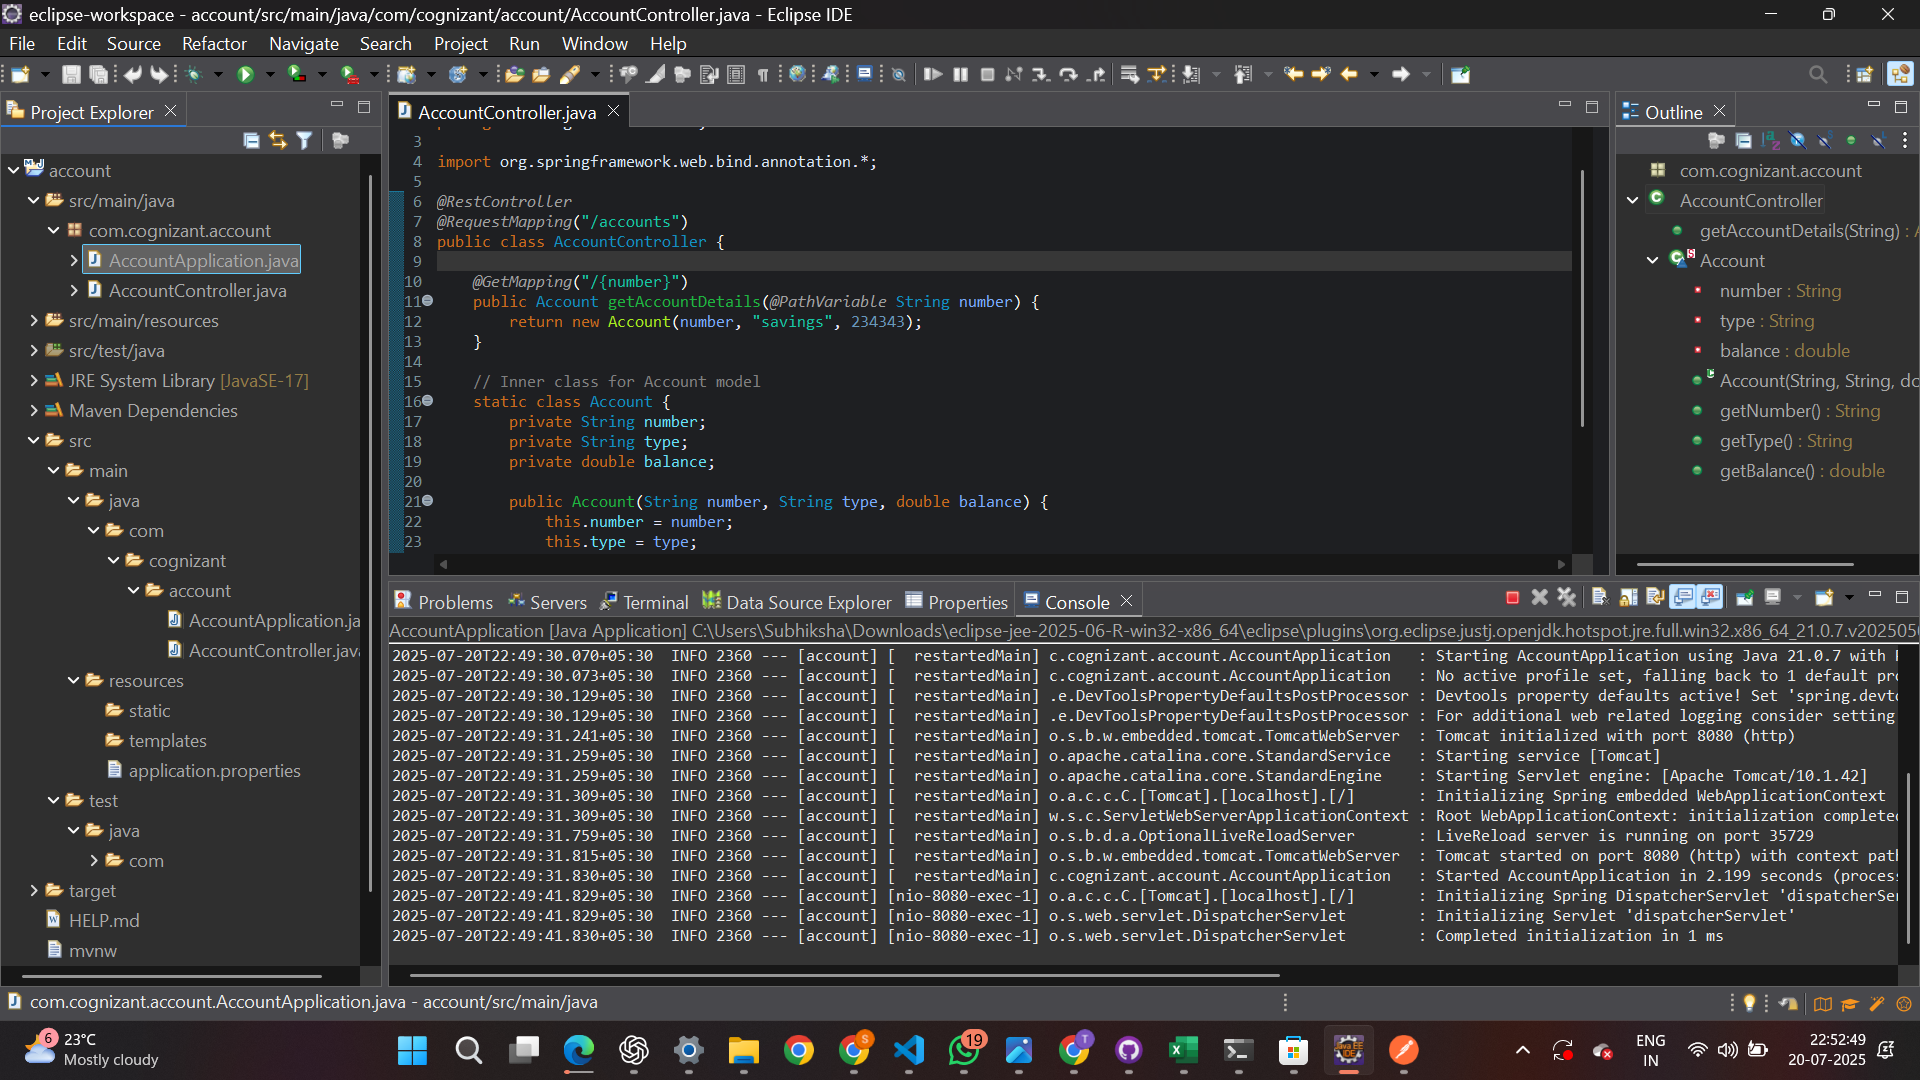 eclipse-workspace - account/src/main/java/com/cognizant/account/AccountController.java - Eclipse IDE
File Edit Source Refactor Navigate Search Project Run Window Help
Project Explorer
account
src/main/java
com.cognizant.account
AccountApplication.java
AccountController.java
src/main/resources
src/test/java
JRE System Library [JavaSE-17]
Maven Dependencies
src
main
java
com
cognizant
account
AccountApplication.ja
AccountController.java
resources
static
templates
application.properties
test
java
com
target
HELP.md
mvnw
AccountController.java
3
4 import org.springframework.web.bind.annotation.*;
5
6 @RestController
7 @RequestMapping("/accounts")
8 public class AccountController {
9
10 @GetMapping("/{number}")
11 public Account getAccountDetails(@PathVariable String number) {
12 return new Account(number, "savings", 234343);
13 }
14
15 // Inner class for Account model
16 static class Account {
17 private String number;
18 private String type;
19 private double balance;
20
21 public Account(String number, String type, double balance) {
22 this.number = number;
23 this.type = type;
Outline
com.cognizant.account
AccountController
getAccountDetails(String) : A
Account
number : String
type : String
balance : double
Account(String, String, do
getNumber() : String
getType() : String
getBalance() : double
Problems Servers Terminal Data Source Explorer Properties Console
AccountApplication [Java Application] C:\Users\Subhiksha\Downloads\eclipse-jee-2025-06-R-win32-x86_64\eclipse\plugins\org.eclipse.justj.openjdk.hotspot.jre.full.win32.x86_64_21.0.7.v202505
2025-07-20T22:49:30.070+05:30 INFO 2360 --- [account] [ restartedMain] c.cognizant.account.AccountApplication : Starting AccountApplication using Java 21.0.7 with
2025-07-20T22:49:30.073+05:30 INFO 2360 --- [account] [ restartedMain] c.cognizant.account.AccountApplication : No active profile set, falling back to 1 default pro
2025-07-20T22:49:30.129+05:30 INFO 2360 --- [account] [ restartedMain] .e.DevToolsPropertyDefaultsPostProcessor : Devtools property defaults active! Set 'spring.devto
2025-07-20T22:49:30.129+05:30 INFO 2360 --- [account] [ restartedMain] .e.DevToolsPropertyDefaultsPostProcessor : For additional web related logging consider setting
2025-07-20T22:49:31.241+05:30 INFO 2360 --- [account] [ restartedMain] o.s.b.w.embedded.tomcat.TomcatWebServer : Tomcat initialized with port 8080 (http)
2025-07-20T22:49:31.259+05:30 INFO 2360 --- [account] [ restartedMain] o.apache.catalina.core.StandardService : Starting service [Tomcat]
2025-07-20T22:49:31.259+05:30 INFO 2360 --- [account] [ restartedMain] o.apache.catalina.core.StandardEngine : Starting Servlet engine: [Apache Tomcat/10.1.42]
2025-07-20T22:49:31.309+05:30 INFO 2360 --- [account] [ restartedMain] o.a.c.c.C.[Tomcat].[localhost].[/] : Initializing Spring embedded WebApplicationContext
2025-07-20T22:49:31.309+05:30 INFO 2360 --- [account] [ restartedMain] w.s.c.ServletWebServerApplicationContext : Root WebApplicationContext: initialization completed
2025-07-20T22:49:31.759+05:30 INFO 2360 --- [account] [ restartedMain] o.s.b.d.a.OptionalLiveReloadServer : LiveReload server is running on port 35729
2025-07-20T22:49:31.815+05:30 INFO 2360 --- [account] [ restartedMain] o.s.b.w.embedded.tomcat.TomcatWebServer : Tomcat started on port 8080 (http) with context path
2025-07-20T22:49:31.830+05:30 INFO 2360 --- [account] [ restartedMain] c.cognizant.account.AccountApplication : Started AccountApplication in 2.199 seconds (process
2025-07-20T22:49:41.829+05:30 INFO 2360 --- [account] [nio-8080-exec-1] o.a.c.c.C.[Tomcat].[localhost].[/] : Initializing Spring DispatcherServlet 'dispatcherSer
2025-07-20T22:49:41.829+05:30 INFO 2360 --- [account] [nio-8080-exec-1] o.s.web.servlet.DispatcherServlet : Initializing Servlet 'dispatcherServlet'
2025-07-20T22:49:41.830+05:30 INFO 2360 --- [account] [nio-8080-exec-1] o.s.web.servlet.DispatcherServlet : Completed initialization in 1 ms
com.cognizant.account.AccountApplication.java - account/src/main/java
6
23°C
Mostly cloudy
S
19
T
Java EE
IDE
ENG
IN
22:52:49
20-07-2025